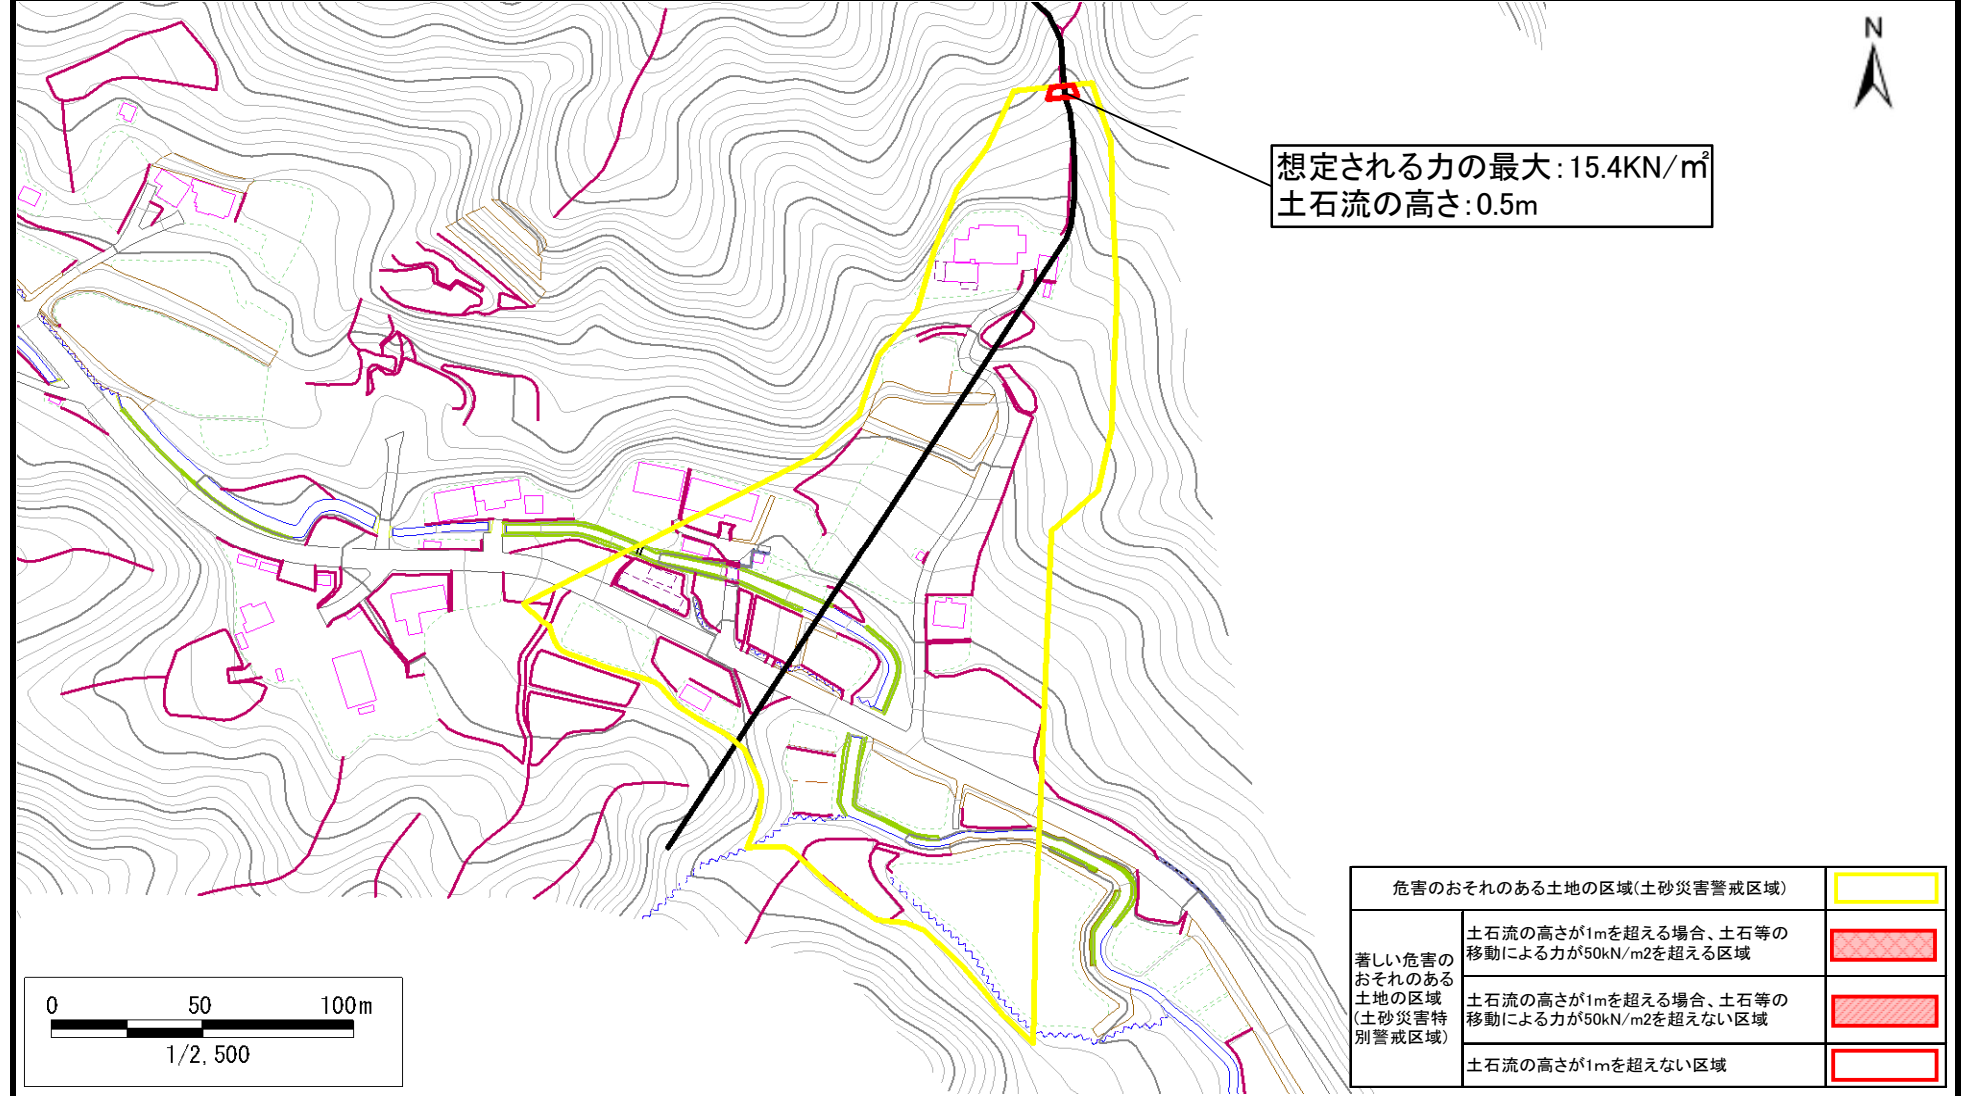 N
想定される力の最大:15.4KN/㎡
土石流の高さ:0.5m
危害のおそれのある土地の区域(土砂災害警戒区域)
著しい危害の
おそれのある
土地の区域
(土砂災害特
別警戒区域)
土石流の高さが1mを超える場合、土石等の
移動による力が50kN/m2を超える区域
土石流の高さが1mを超える場合、土石等の
移動による力が50kN/m2を超えない区域
土石流の高さが1mを超えない区域
0 50 100m
1/2,500